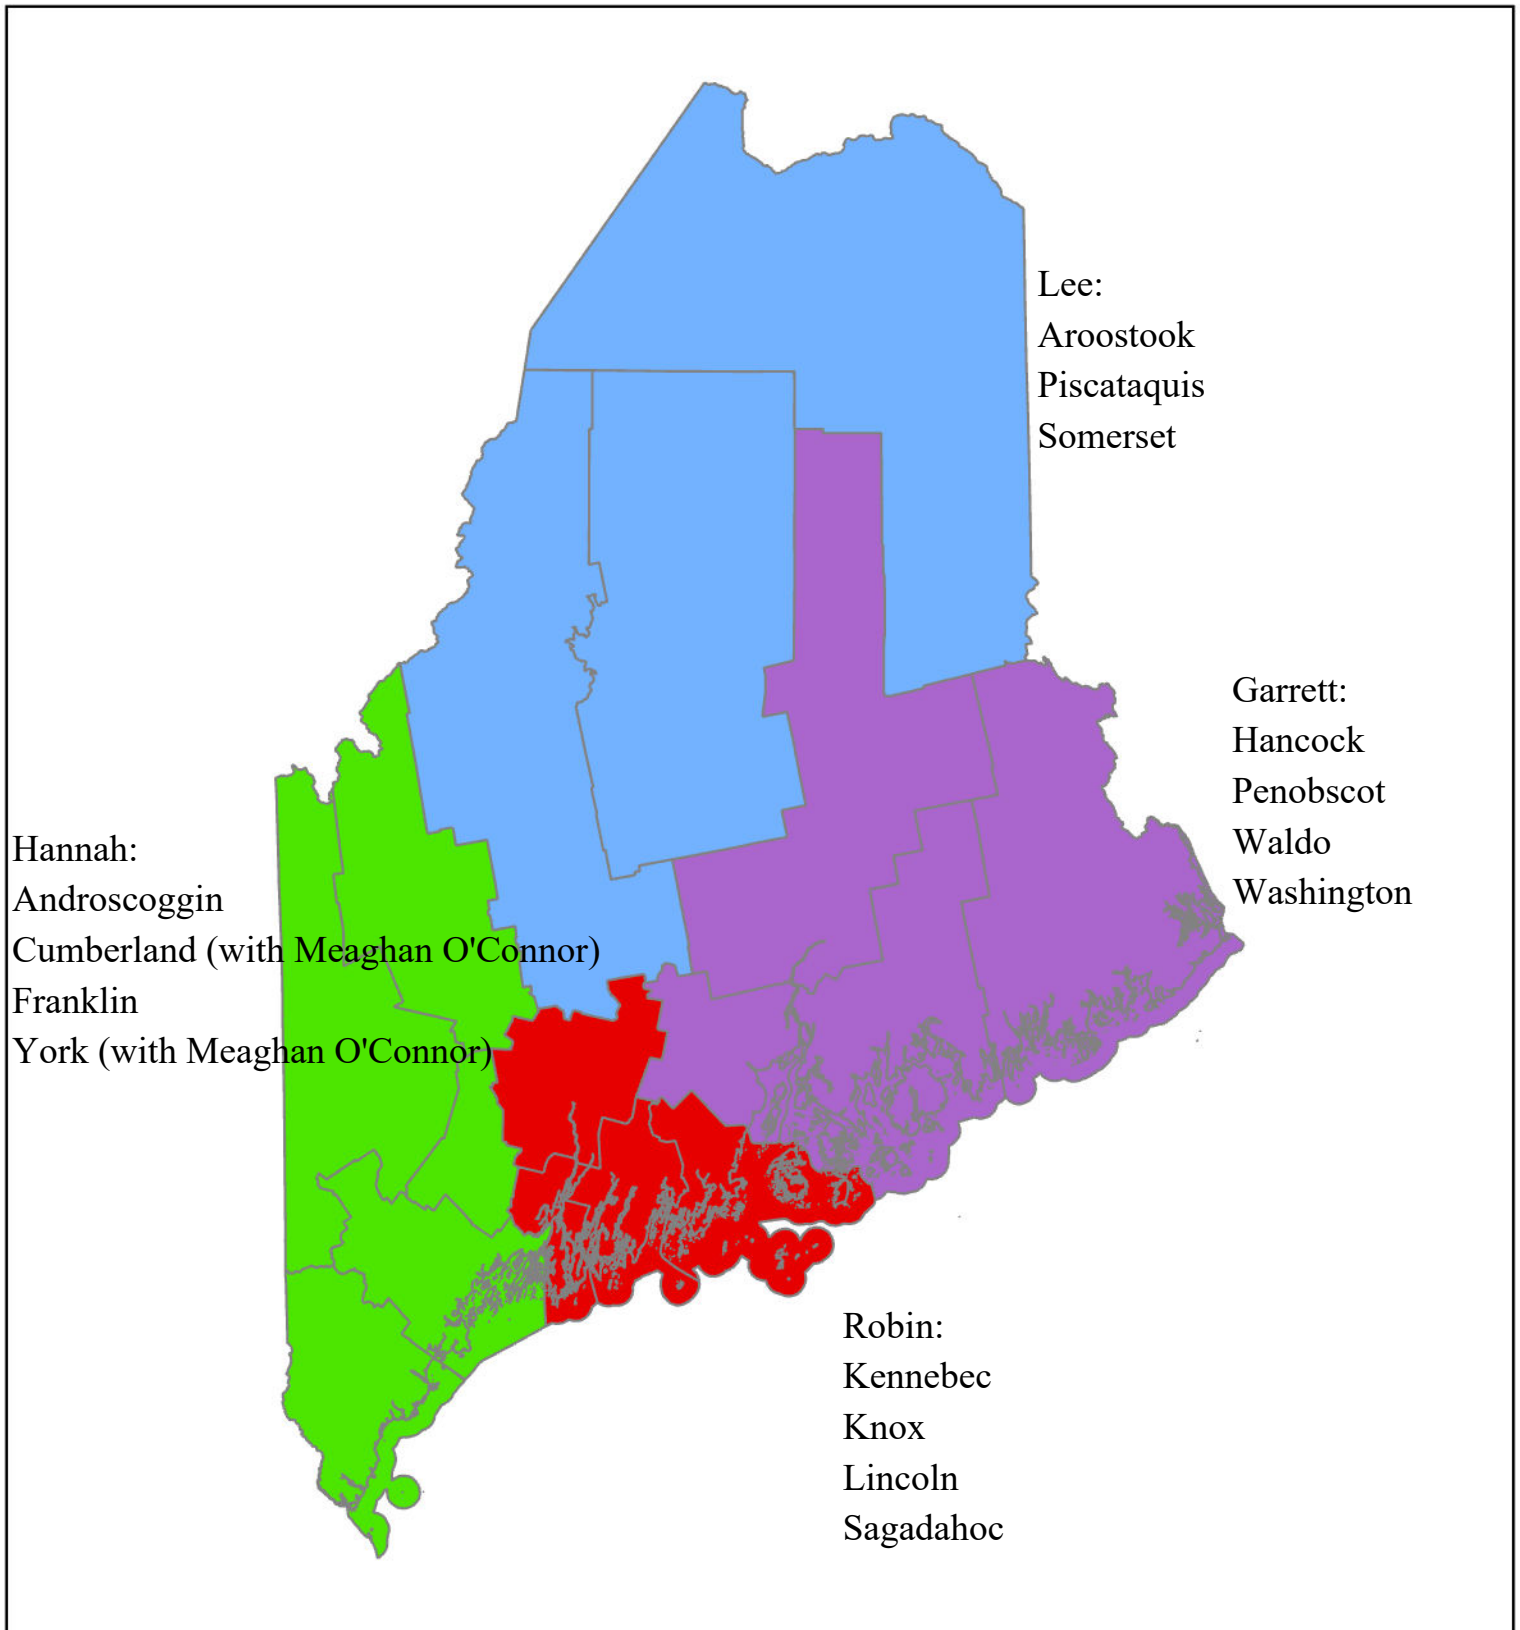 Lee:
Aroostook
Piscataquis
Somerset
Garrett:
Hancock
Penobscot
Waldo
Washington
Hannah:
Androscoggin
Cumberland (with Meaghan O'Connor)
Franklin
York (with Meaghan O'Connor)
Robin:
Kennebec
Knox
Lincoln
Sagadahoc